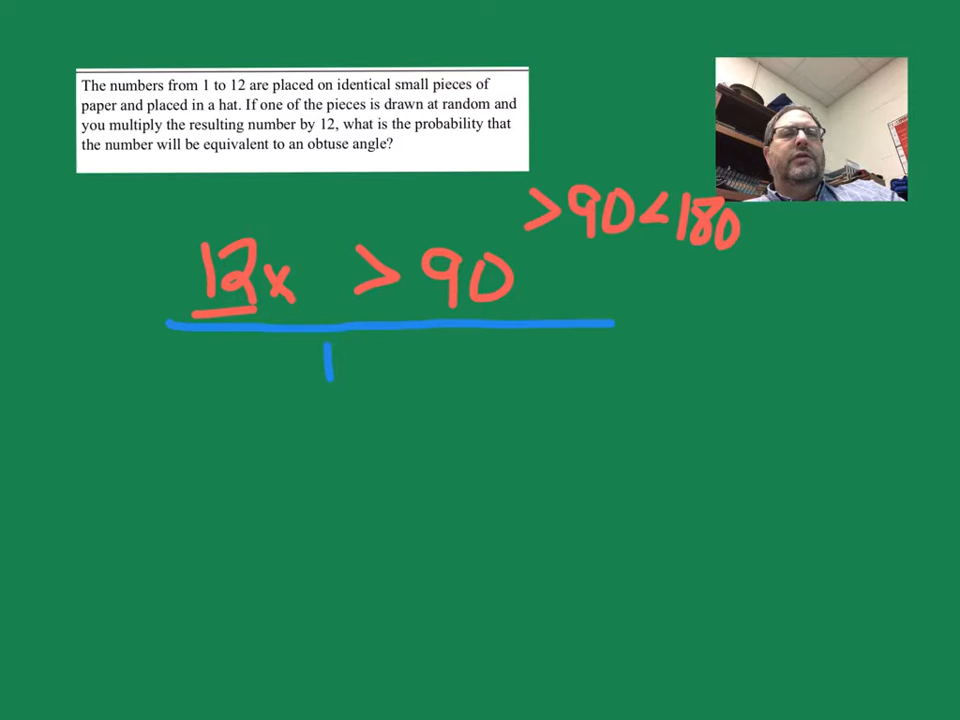 The numbers from 1 to 12 are placed on identical small pieces of
paper and placed in a hat. If one of the pieces is drawn at random and
you multiply the resulting number by 12, what is the probability that
the number will be equivalent to an obtuse angle?
>90<180
12x > 90
1